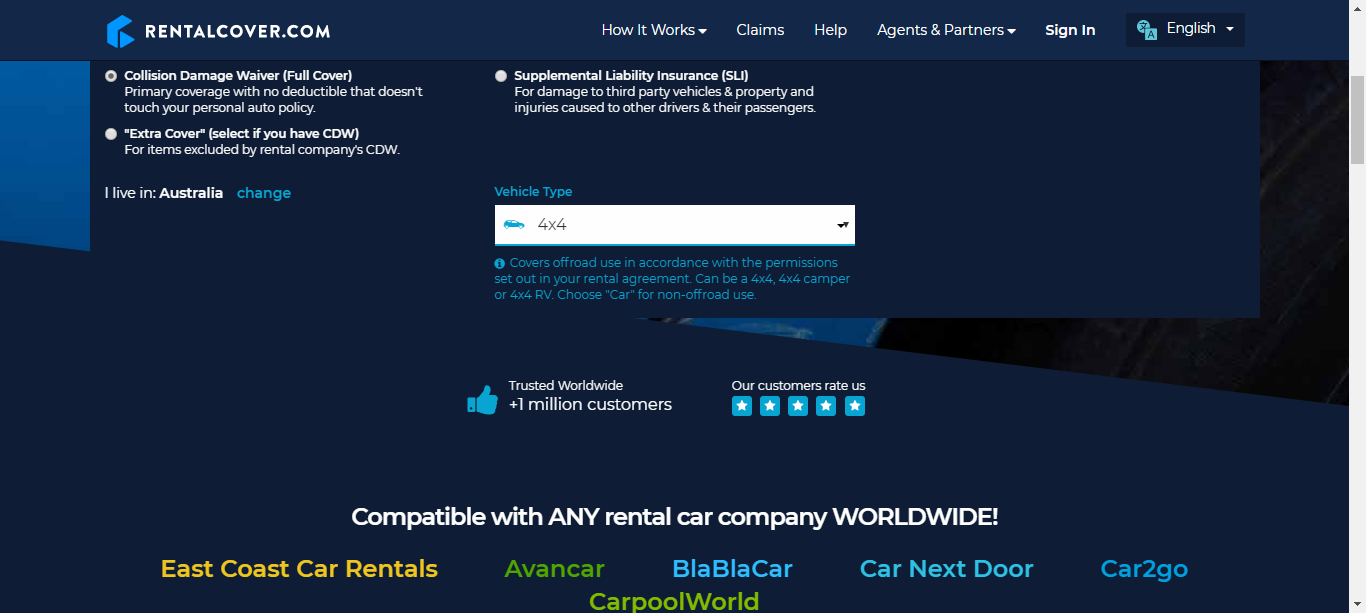 RENTALCOVER.COM
How It Works
Claims
Help
Agents & Partners
Sign In
English
Collision Damage Waiver (Full Cover)
Primary coverage with no deductible that doesn't
touch your personal auto policy.
"Extra Cover" (select if you have CDW)
For items excluded by rental company's CDW.
Supplemental Liability Insurance (SLI)
For damage to third party vehicles & property and
injuries caused to other drivers & their passengers.
I live in: Australia change
Vehicle Type
4x4
Covers offroad use in accordance with the permissions
set out in your rental agreement. Can be a 4x4, 4x4 camper
or 4x4 RV. Choose "Car" for non-offroad use.
Trusted Worldwide
+1 million customers
Our customers rate us
Compatible with ANY rental car company WORLDWIDE!
East Coast Car Rentals
Avancar
BlaBlaCar
Car Next Door
Car2go
CarpoolWorld